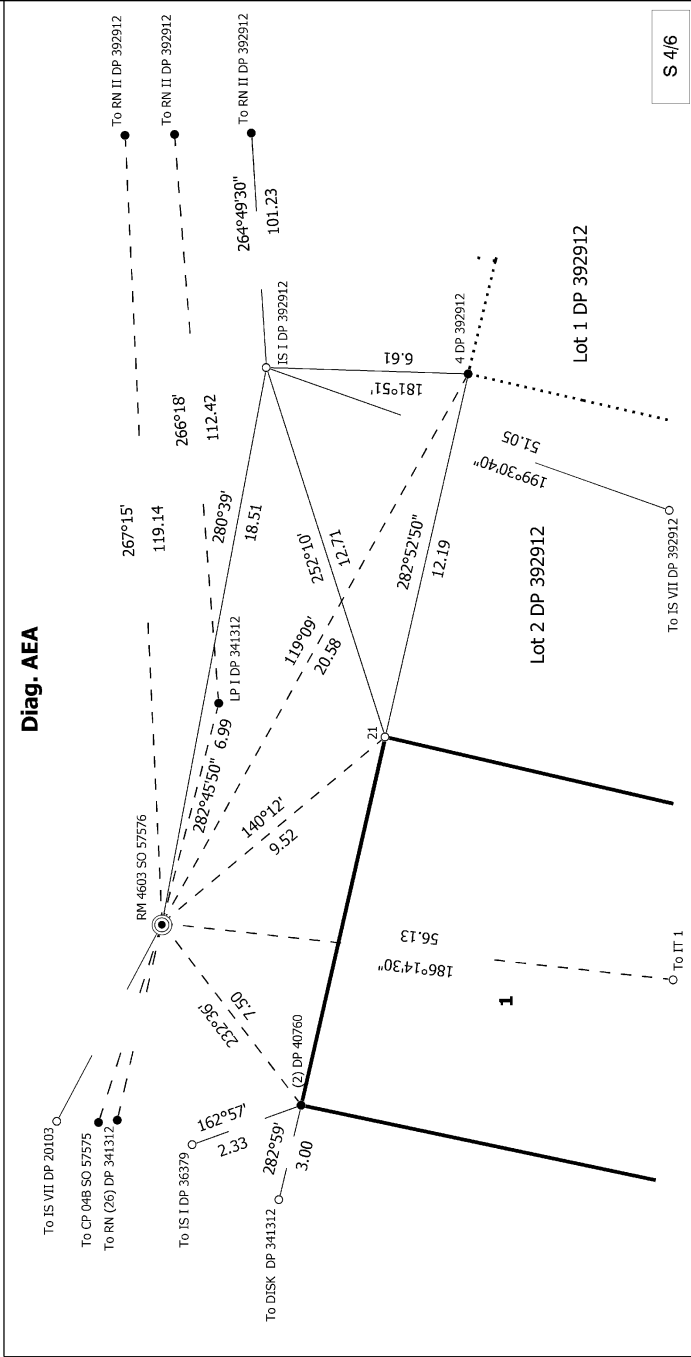 Diag. AEA
To IS VII DP 20103
To CP 04B SO 57575
To RN (26) DP 341312
To IS I DP 36379
To DISK DP 341312
RM 4603 SO 57576
(2) DP 40760
162°57'
2.33
282°59'
3.00
232°36'
7.50
186°14'30"
56.13
To IT 1
1
140°12'
9.52
282°45'50"
6.99
LP I DP 341312
21
119°09'
20.58
280°39'
18.51
252°10'
12.71
282°52'50"
12.19
267°15'
119.14
266°18'
112.42
264°49'30"
101.23
To RN II DP 392912
To RN II DP 392912
To RN II DP 392912
IS I DP 392912
181°51'
6.61
4 DP 392912
199°30'40"
51.05
To IS VII DP 392912
Lot 2 DP 392912
Lot 1 DP 392912
S 4/6